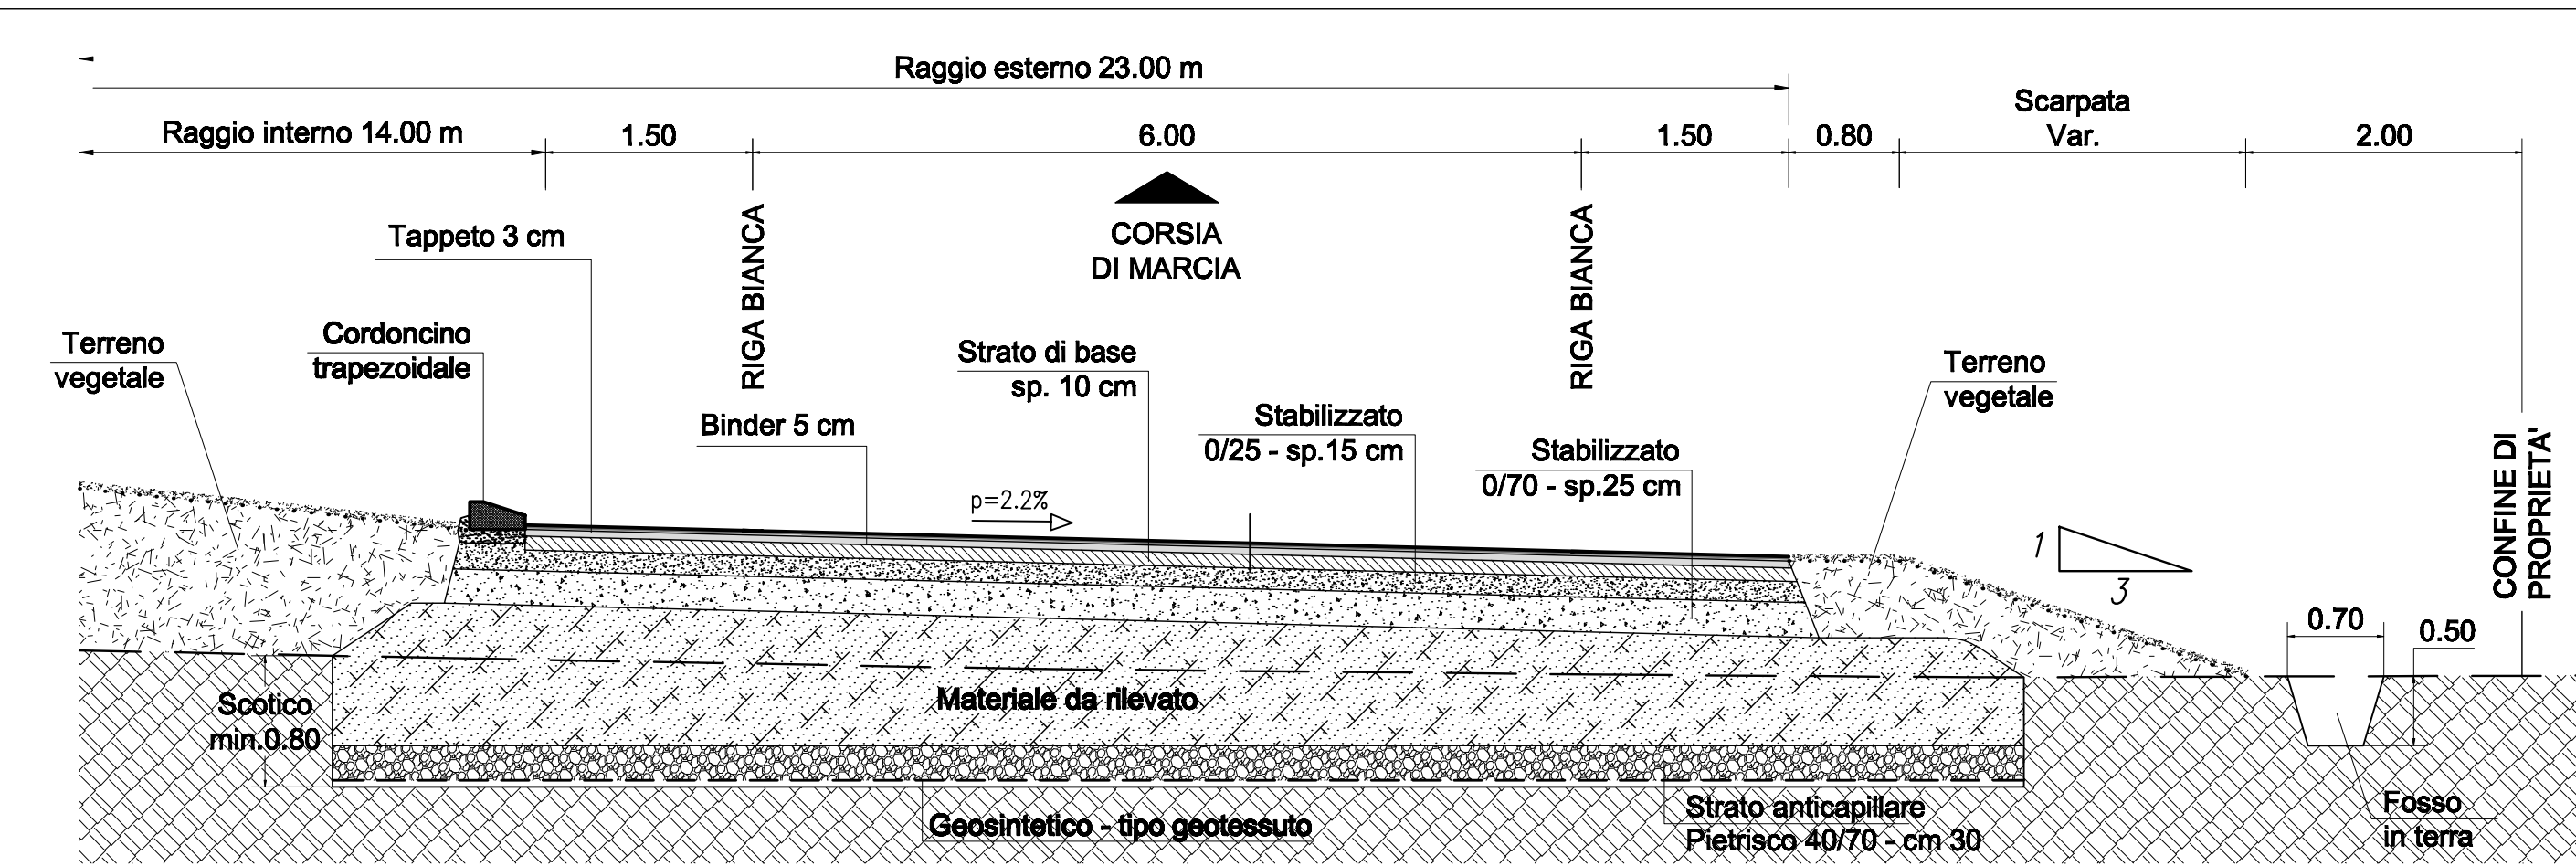 Raggio esterno 23.00 m
Scarpata
Raggio interno 14.00 m
1.50
6.00
1.50
0.80
Var.
2.00
RIGA BIANCA
CORSIA
DI MARCIA
RIGA BIANCA
Tappeto 3 cm
Cordoncino
trapezoidale
Terreno
vegetale
Strato di base
sp. 10 cm
Binder 5 cm
Stabilizzato
0/25 - sp.15 cm
Stabilizzato
0/70 - sp.25 cm
Terreno
vegetale
CONFINE DI
PROPRIETA'
p=2.2%
1
3
0.70
0.50
Scotico
min.0.80
Materiale da rilevato
Geosintetico - tipo geotessuto
Strato anticapillare
Pietrisco 40/70 - cm 30
Fosso
in terra